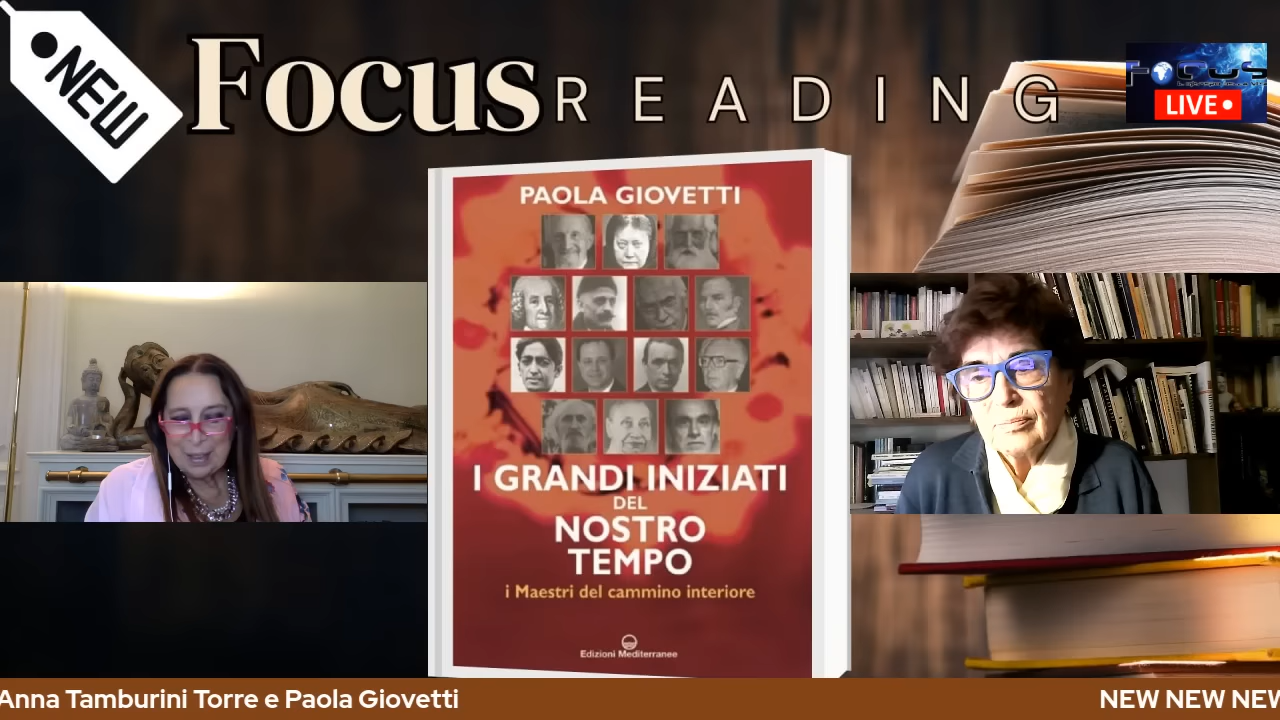 NEW
Focus READING
FOCUS
LIVE
PAOLA GIOVETTI
I GRANDI INIZIATI
DEL
NOSTRO
TEMPO
i Maestri del cammino interiore
Edizioni Mediterranee
Anna Tamburini Torre e Paola Giovetti
NEW NEW NEW